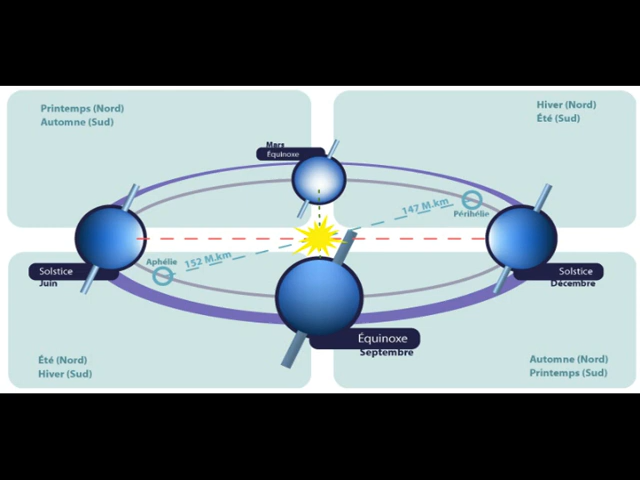 Printemps (Nord)
Automne (Sud)
Hiver (Nord)
Été (Sud)
Mars
Équinoxe
147 M.km
Périhélie
Aphélie
152 M.km
Solstice
Juin
Solstice
Décembre
Équinoxe
Septembre
Été (Nord)
Hiver (Sud)
Automne (Nord)
Printemps (Sud)